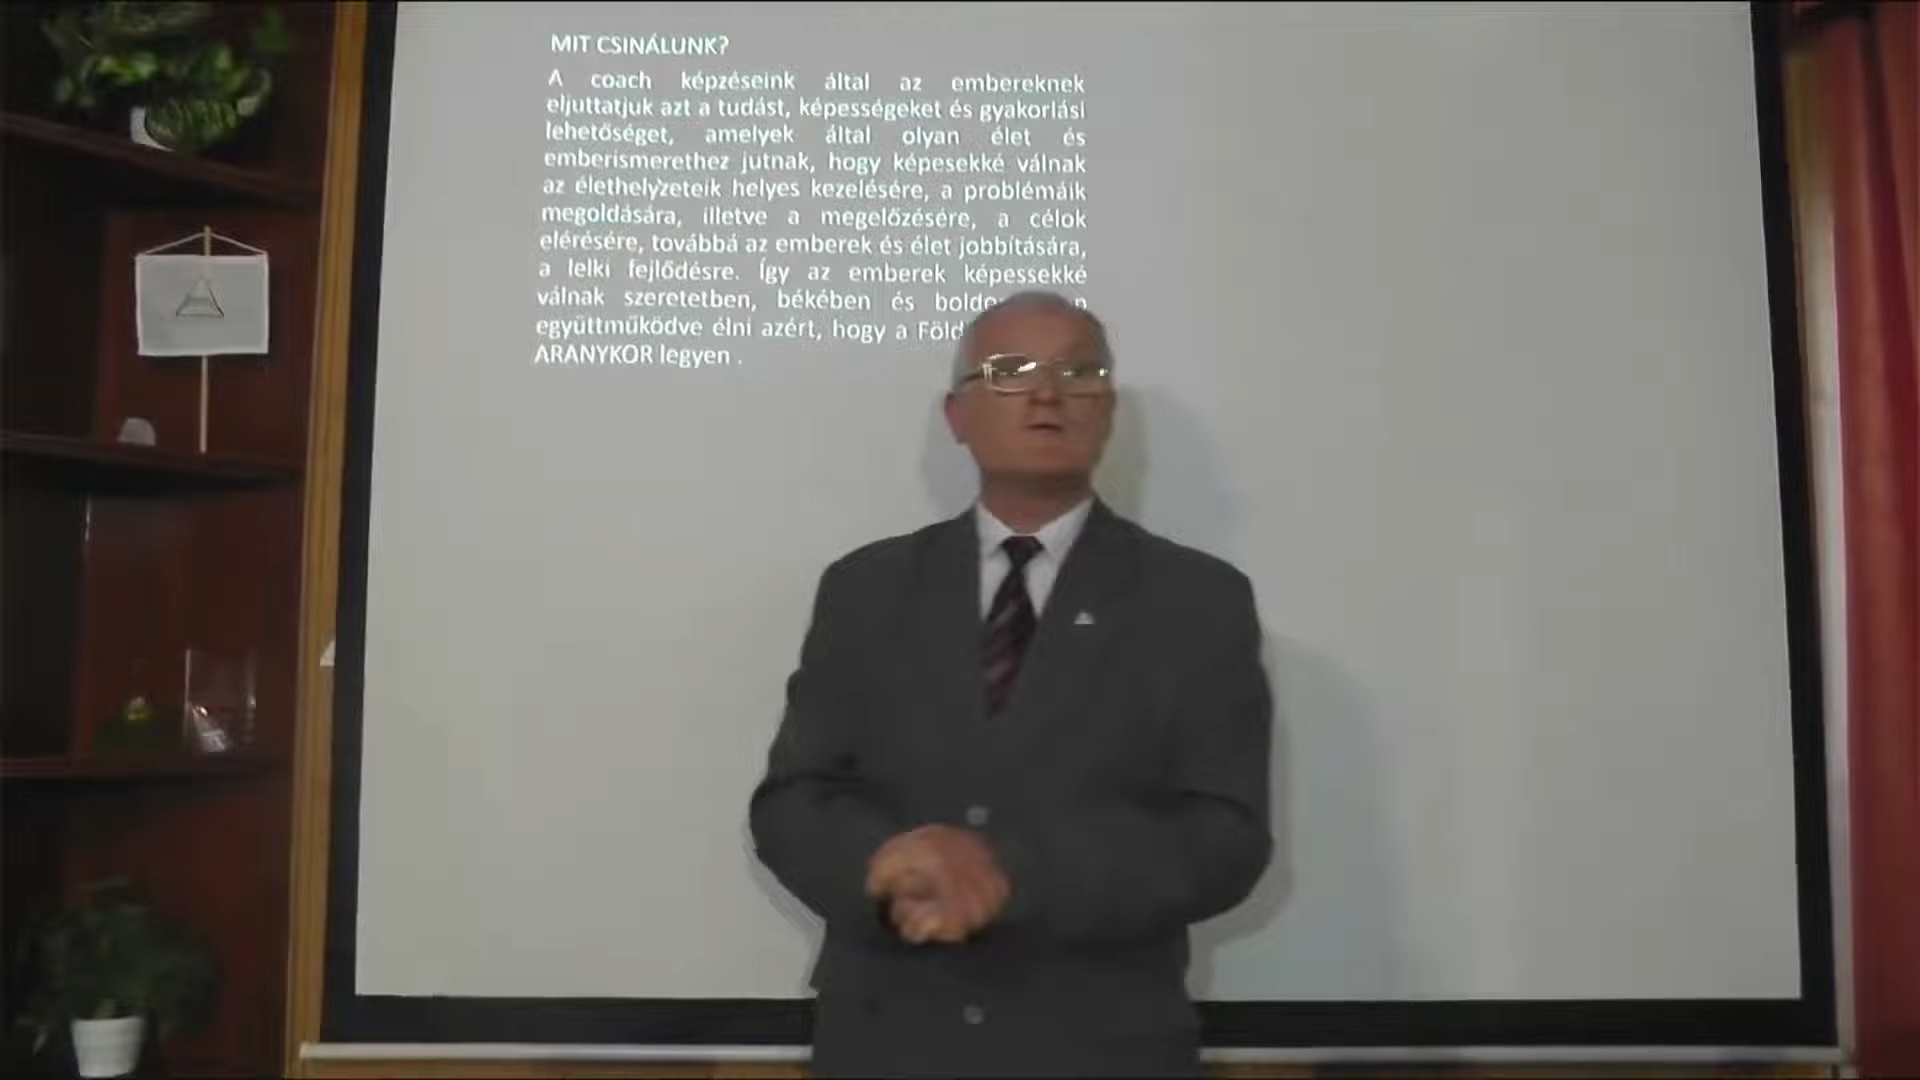 MIT CSINÁLUNK?
A coach képzéseink által az embereknek
eljuttatjuk azt a tudást, képességeket és gyakorlási
lehetőséget, amelyek által olyan élet és
emberismerethez jutnak, hogy képesekké válnak
az élethelyzeteik helyes kezelésére, a problémáik
megoldására, illetve a megelőzésére, a célok
elérésére, továbbá az emberek és élet jobbítására,
a lelki fejlődésre. Így az emberek képessekké
válnak szeretetben, békében és
együttműködve élni azért, hogy a
ARANYKOR legyen .